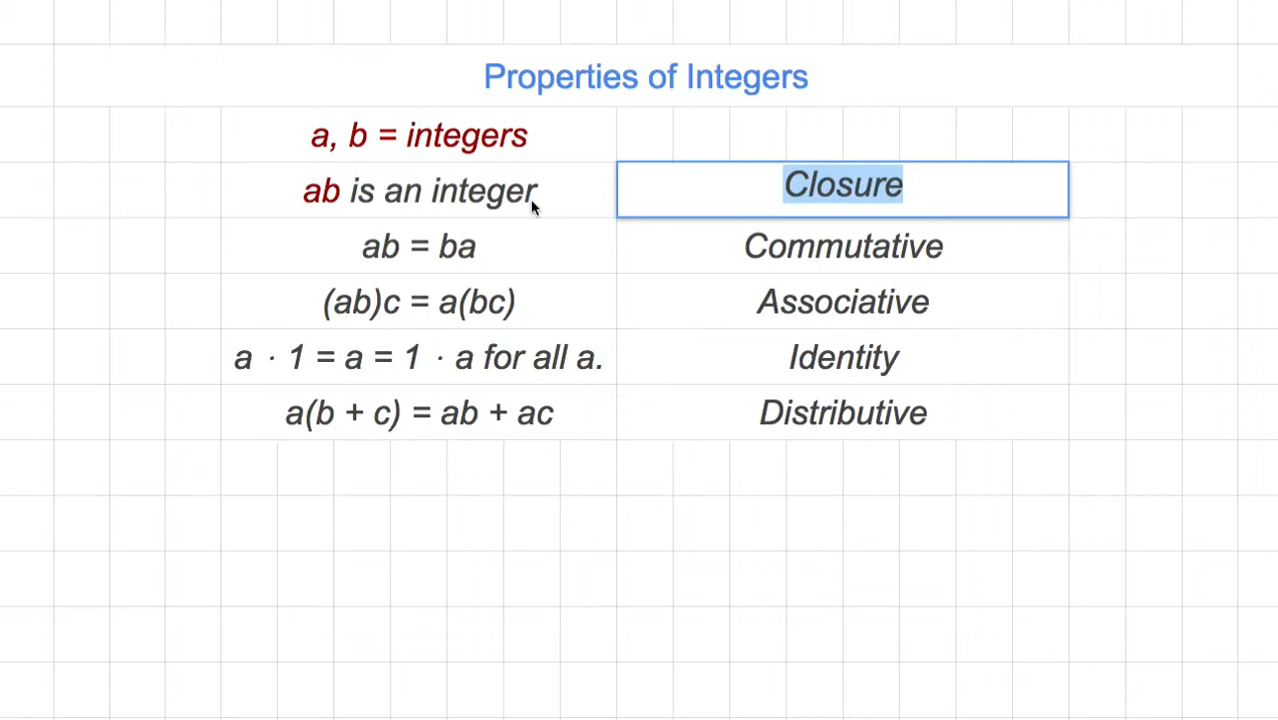 Properties of Integers
a, b = integers
ab is an integer
Closure
ab = ba
Commutative
(ab)c = a(bc)
Associative
a · 1 = a = 1 · a for all a.
Identity
a(b + c) = ab + ac
Distributive